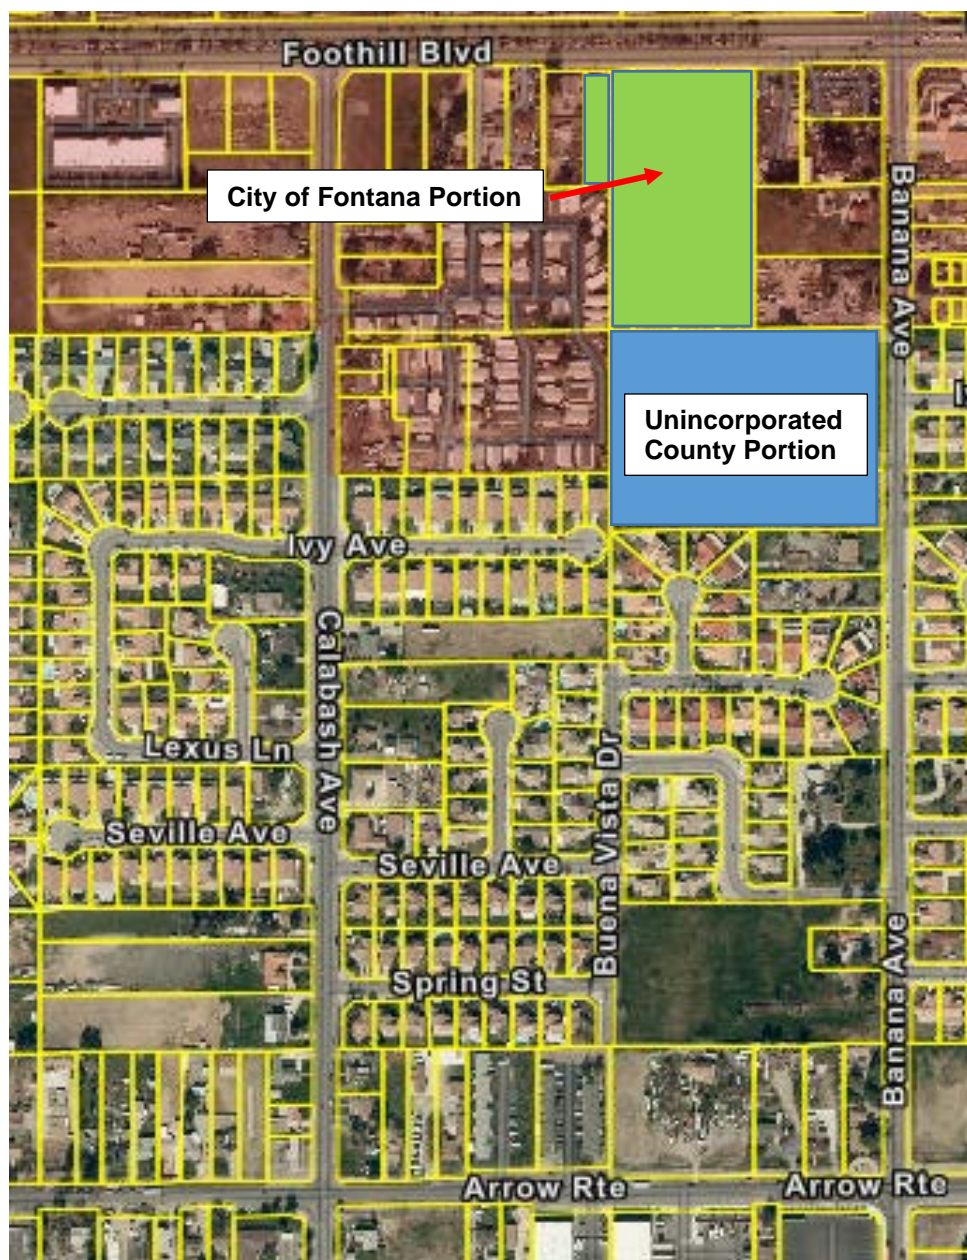 Foothill Blvd
City of Fontana Portion
Banana Ave
Unincorporated
County Portion
Ivy Ave
Calabash Ave
Lexus Ln
Buena Vista Dr
Seville Ave
Seville Ave
Spring St
Banana Ave
Arrow Rte
Arrow Rte